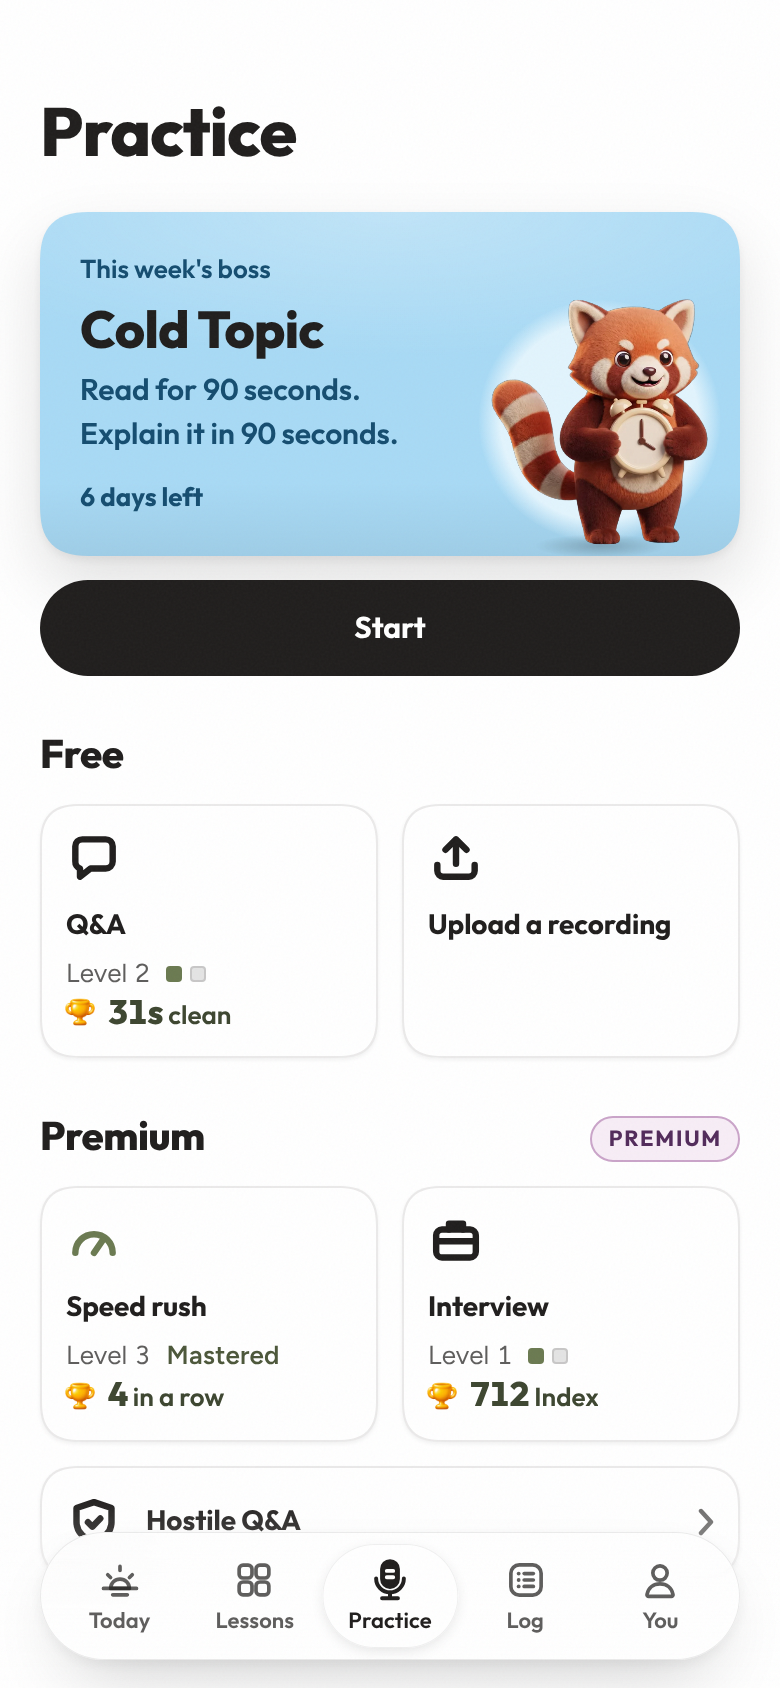 Practice
This week's boss
Cold Topic
Read for 90 seconds.
Explain it in 90 seconds.
6 days left
Start
Free
Q&A
Level 2
31s clean
Upload a recording
Premium
PREMIUM
Speed rush
Level 3 Mastered
4 in a row
Interview
Level 1
712 Index
Hostile Q&A
Today
Lessons
Practice
Log
You